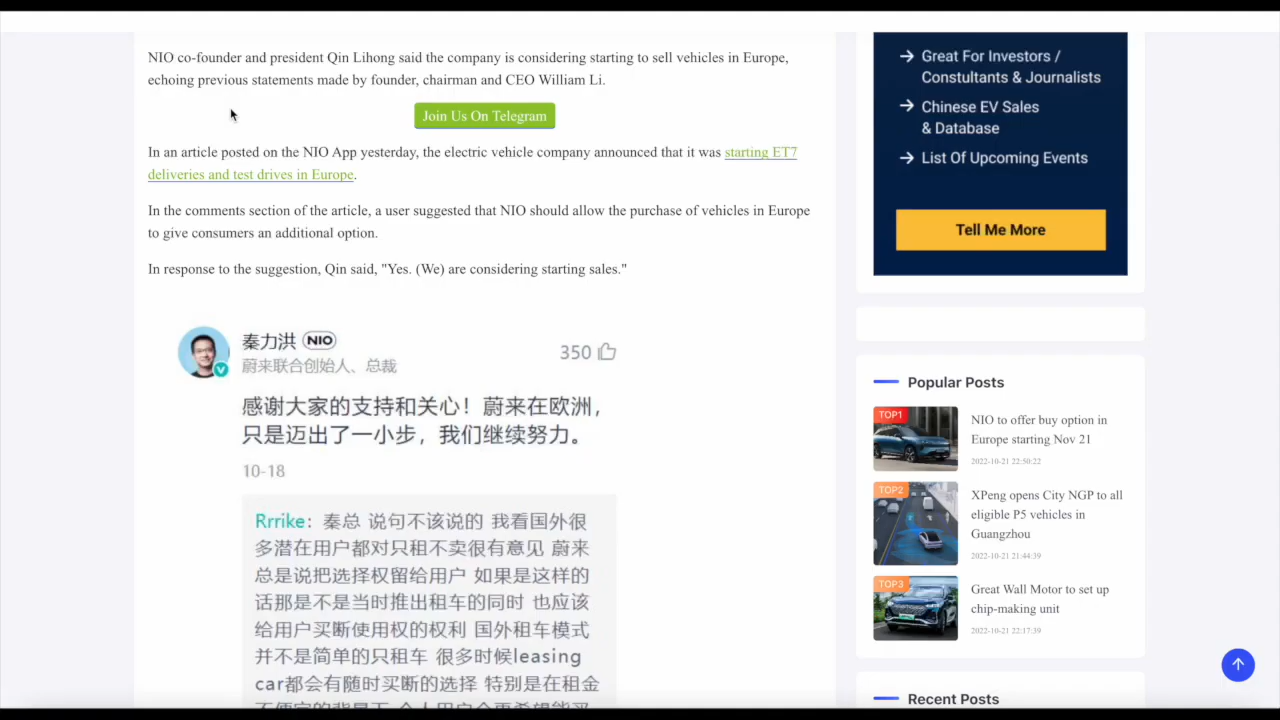 NIO co-founder and president Qin Lihong said the company is considering starting to sell vehicles in Europe,
echoing previous statements made by founder, chairman and CEO William Li.
Join Us On Telegram
In an article posted on the NIO App yesterday, the electric vehicle company announced that it was starting ET7
deliveries and test drives in Europe.
In the comments section of the article, a user suggested that NIO should allow the purchase of vehicles in Europe
to give consumers an additional option.
In response to the suggestion, Qin said, "Yes. (We) are considering starting sales."
秦力洪 NIO
蔚来联合创始人、总裁
350
感谢大家的支持和关心！蔚来在欧洲，
只是迈出了一小步，我们继续努力。
10-18
Rrrike：秦总 说句不该说的 我看国外很
多潜在用户都对只租不卖很有意见 蔚来
总是说把选择权留给用户 如果是这样的
话那是不是当时推出租车的同时 也应该
给用户买断使用权的权利 国外租车模式
并不是简单的只租车 很多时候leasing
car都会有随时买断的选择 特别是在租金
Great For Investors /
Constultants & Journalists
Chinese EV Sales
& Database
List Of Upcoming Events
Tell Me More
Popular Posts
TOP1
NIO to offer buy option in
Europe starting Nov 21
2022-10-21 22:50:22
TOP2
XPeng opens City NGP to all
eligible P5 vehicles in
Guangzhou
2022-10-21 21:44:39
TOP3
Great Wall Motor to set up
chip-making unit
2022-10-21 22:17:39
Recent Posts